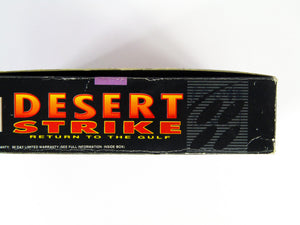 DESERT
STRIKE
RETURN TO THE GULF
90 DAY LIMITED WARRANTY (SEE FULL INFORMATION INSIDE BOX)